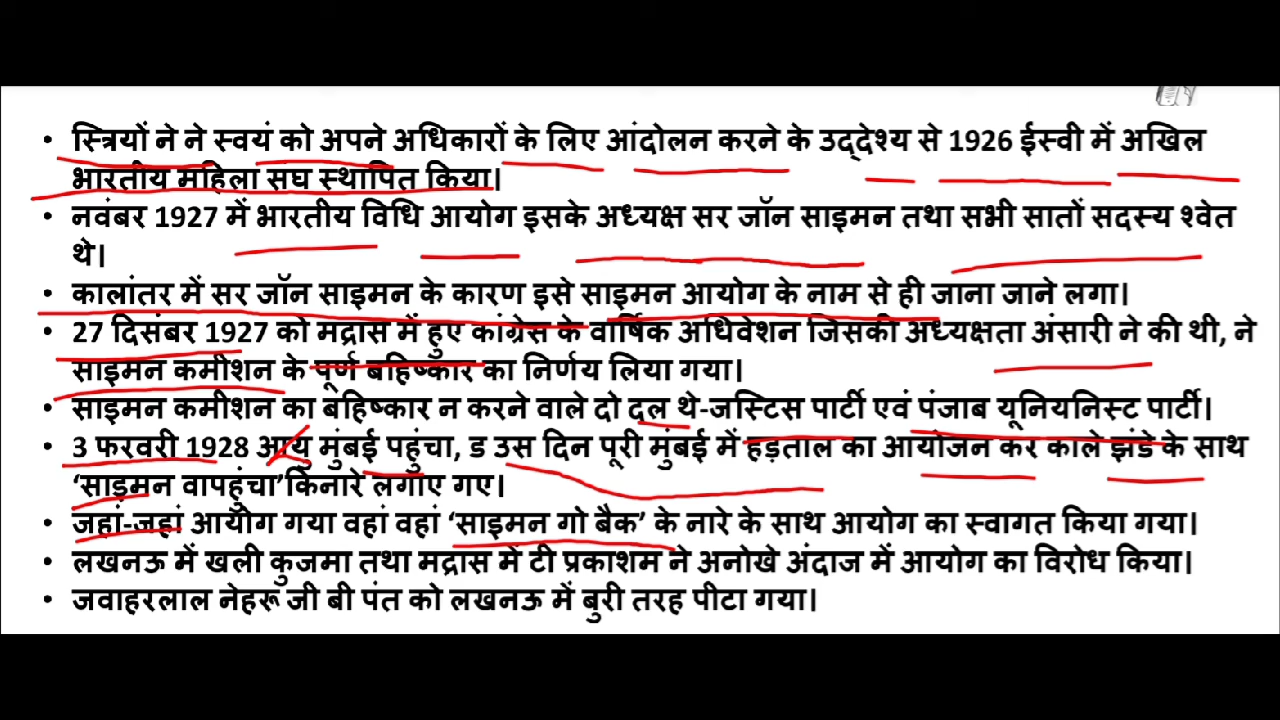 • स्त्रियों ने ने स्वयं को अपने अधिकारों के लिए आंदोलन करने के उद्देश्य से 1926 ईस्वी में अखिल
भारतीय महिला सघ स्थापित किया।
• नवंबर 1927 में भारतीय विधि आयोग इसके अध्यक्ष सर जॉन साइमन तथा सभी सातों सदस्य श्वेत
थे।
• कालांतर में सर जॉन साइमन के कारण इसे साइमन आयोग के नाम से ही जाना जाने लगा।
• 27 दिसंबर 1927 को मद्रास में हुए कांग्रेस के वार्षिक अधिवेशन जिसकी अध्यक्षता अंसारी ने की थी, ने
साइमन कमीशन के पूर्ण बहिष्कार का निर्णय लिया गया।
• साइमन कमीशन का बहिष्कार न करने वाले दो दल थे-जस्टिस पार्टी एवं पंजाब यूनियनिस्ट पार्टी।
• 3 फरवरी 1928 आयु मुंबई पहुंचा, ड उस दिन पूरी मुंबई में हड़ताल का आयोजन कर काले झंडे के साथ
'साइमन वापहुंचा'किनारे लगाए गए।
• जहां-जहां आयोग गया वहां वहां 'साइमन गो बैक' के नारे के साथ आयोग का स्वागत किया गया।
• लखनऊ में खली कुजमा तथा मद्रास में टी प्रकाशम ने अनोखे अंदाज में आयोग का विरोध किया।
• जवाहरलाल नेहरू जी बी पंत को लखनऊ में बुरी तरह पीटा गया।